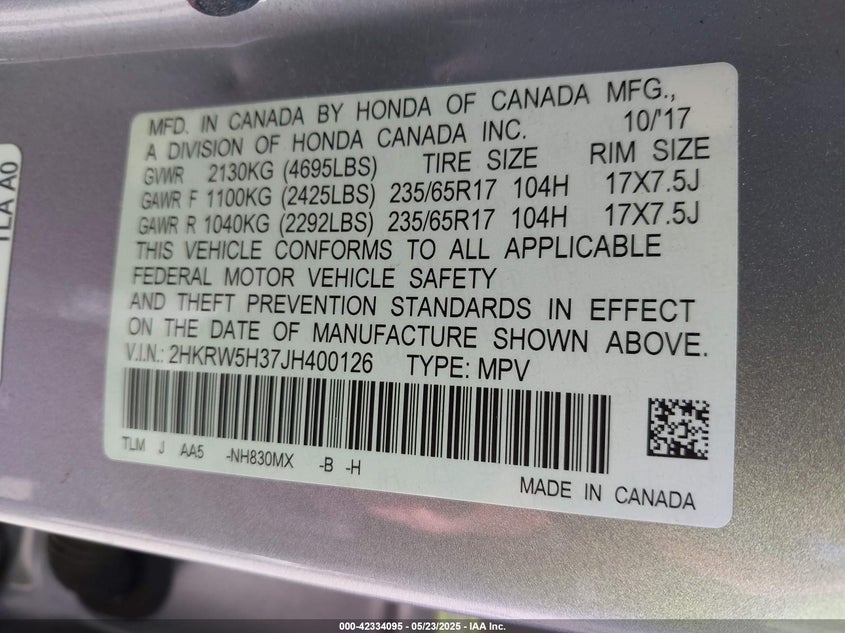 TLA A0
MFD. IN CANADA BY HONDA OF CANADA MFG.,
A DIVISION OF HONDA CANADA INC. 10/'17
GVWR 2130KG (4695LBS) TIRE SIZE RIM SIZE
GAWR F 1100KG (2425LBS) 235/65R17 104H 17X7.5J
GAWR R 1040KG (2292LBS) 235/65R17 104H 17X7.5J
THIS VEHICLE CONFORMS TO ALL APPLICABLE
FEDERAL MOTOR VEHICLE SAFETY
AND THEFT PREVENTION STANDARDS IN EFFECT
ON THE DATE OF MANUFACTURE SHOWN ABOVE.
V.I.N.: 2HKRW5H37JH400126 TYPE: MPV
TLM J AA5 -NH830MX -B -H
MADE IN CANADA
000-42334095 - 05/23/2025 - IAA Inc.